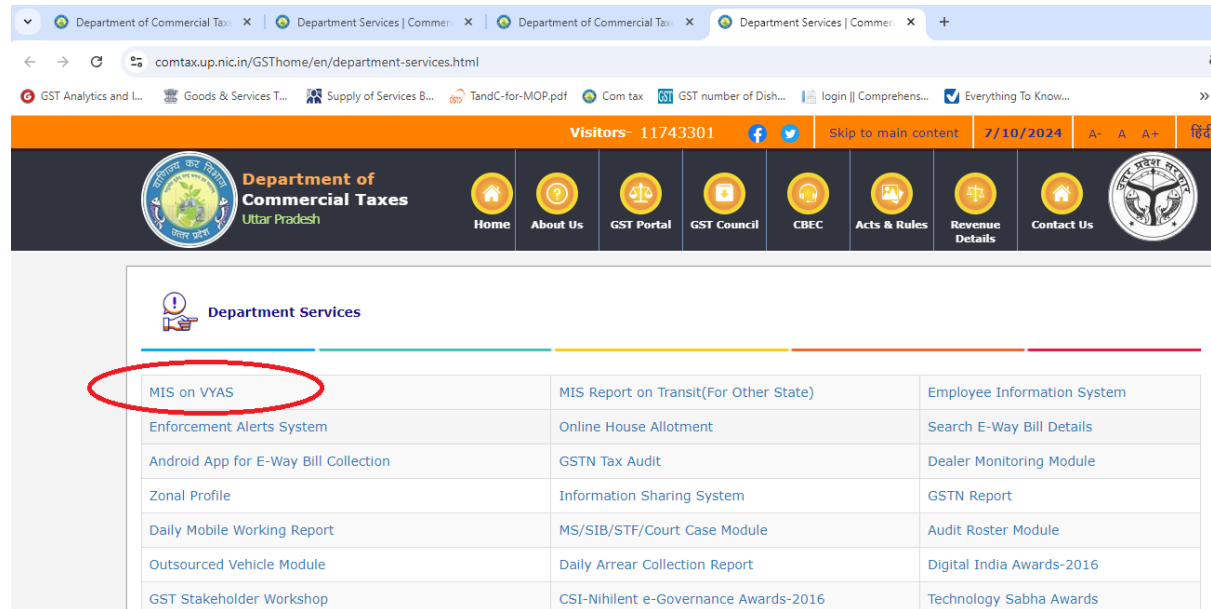 Department of Commercial Taxe
Department Services | Commerc
Department of Commercial Taxe
Department Services | Commerc
comtax.up.nic.in/GSThome/en/department-services.html
GST Analytics and I...
Goods & Services T...
Supply of Services B...
TandC-for-MOP.pdf
Com tax
GST number of Dish...
login || Comprehens...
Everything To Know...
Visitors- 11743301
Skip to main content
7/10/2024
A- A A+
Department of
Commercial Taxes
Uttar Pradesh
Home
About Us
GST Portal
GST Council
CBEC
Acts & Rules
Revenue
Details
Contact Us
Department Services
MIS on VYAS
MIS Report on Transit(For Other State)
Employee Information System
Enforcement Alerts System
Online House Allotment
Search E-Way Bill Details
Android App for E-Way Bill Collection
GSTN Tax Audit
Dealer Monitoring Module
Zonal Profile
Information Sharing System
GSTN Report
Daily Mobile Working Report
MS/SIB/STF/Court Case Module
Audit Roster Module
Outsourced Vehicle Module
Daily Arrear Collection Report
Digital India Awards-2016
GST Stakeholder Workshop
CSI-Nihilent e-Governance Awards-2016
Technology Sabha Awards